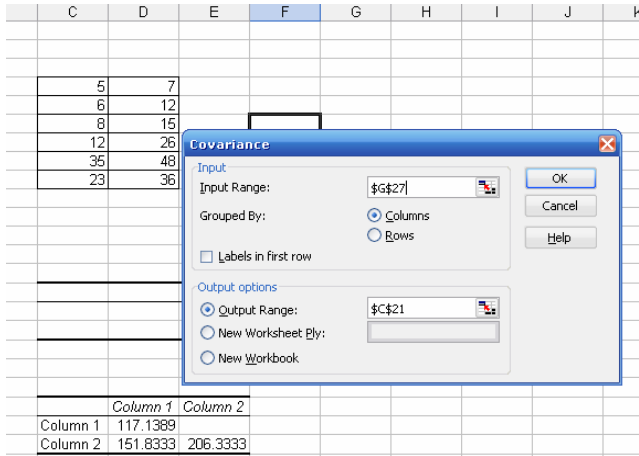 C D E F G H I J
5 7
6 12
8 15
12 26
35 48
23 36
Covariance
Input
Input Range: $G$27
Grouped By: Columns
Rows
Labels in first row
Output options
Output Range: $C$21
New Worksheet Ply:
New Workbook
OK
Cancel
Help
Column 1 Column 2
Column 1 117.1389
Column 2 151.8333 206.3333